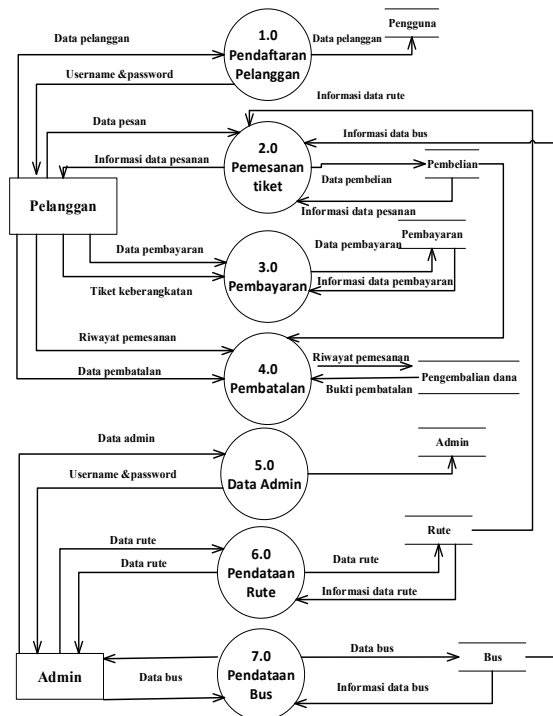 1.0
Pendaftaran
Pelanggan
Data pelanggan
Data pelanggan
Pengguna
Username &password
Informasi data rute
Data pesan
Informasi data bus
2.0
Pemesanan
tiket
Informasi data pesanan
Data pembelian
Pembelian
Pelanggan
Informasi data pesanan
Data pembayaran
Data pembayaran
Pembayaran
3.0
Pembayaran
Informasi data pembayaran
Tiket keberangkatan
Riwayat pemesanan
Riwayat pemesanan
4.0
Pembatalan
Data pembatalan
Bukti pembatalan
Pengembalian dana
Data admin
Admin
5.0
Data Admin
Username &password
Data rute
Data rute
6.0
Pendataan
Rute
Data rute
Rute
Informasi data rute
7.0
Pendataan
Bus
Data bus
Bus
Admin
Data bus
Informasi data bus